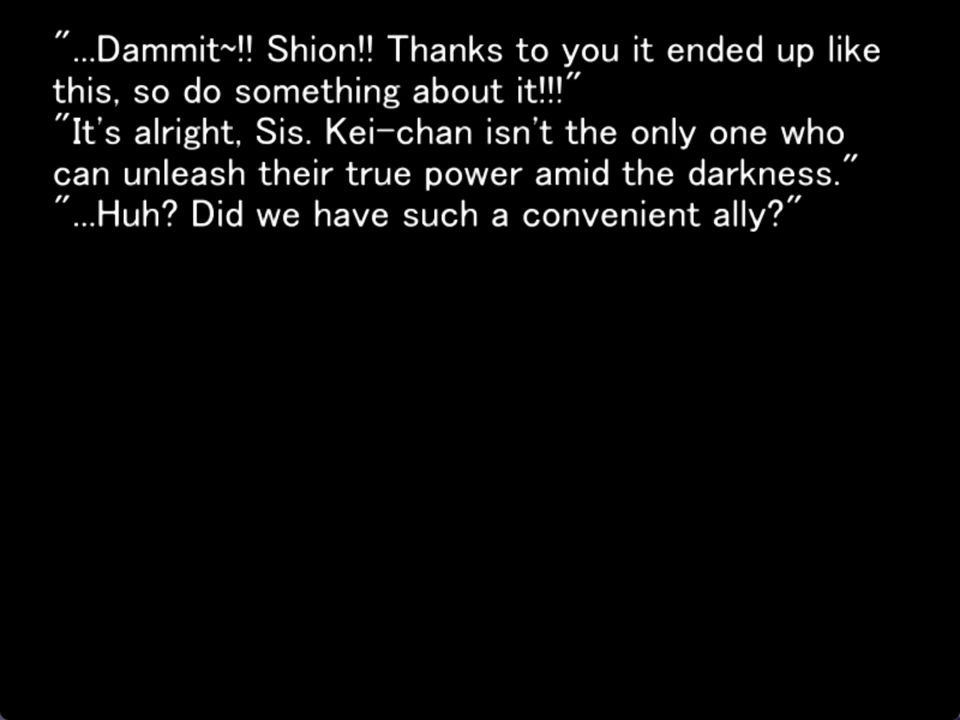 "...Dammit~!! Shion!! Thanks to you it ended up like
this, so do something about it!!!"
"It's alright, Sis. Kei-chan isn't the only one who
can unleash their true power amid the darkness."
"...Huh? Did we have such a convenient ally?"